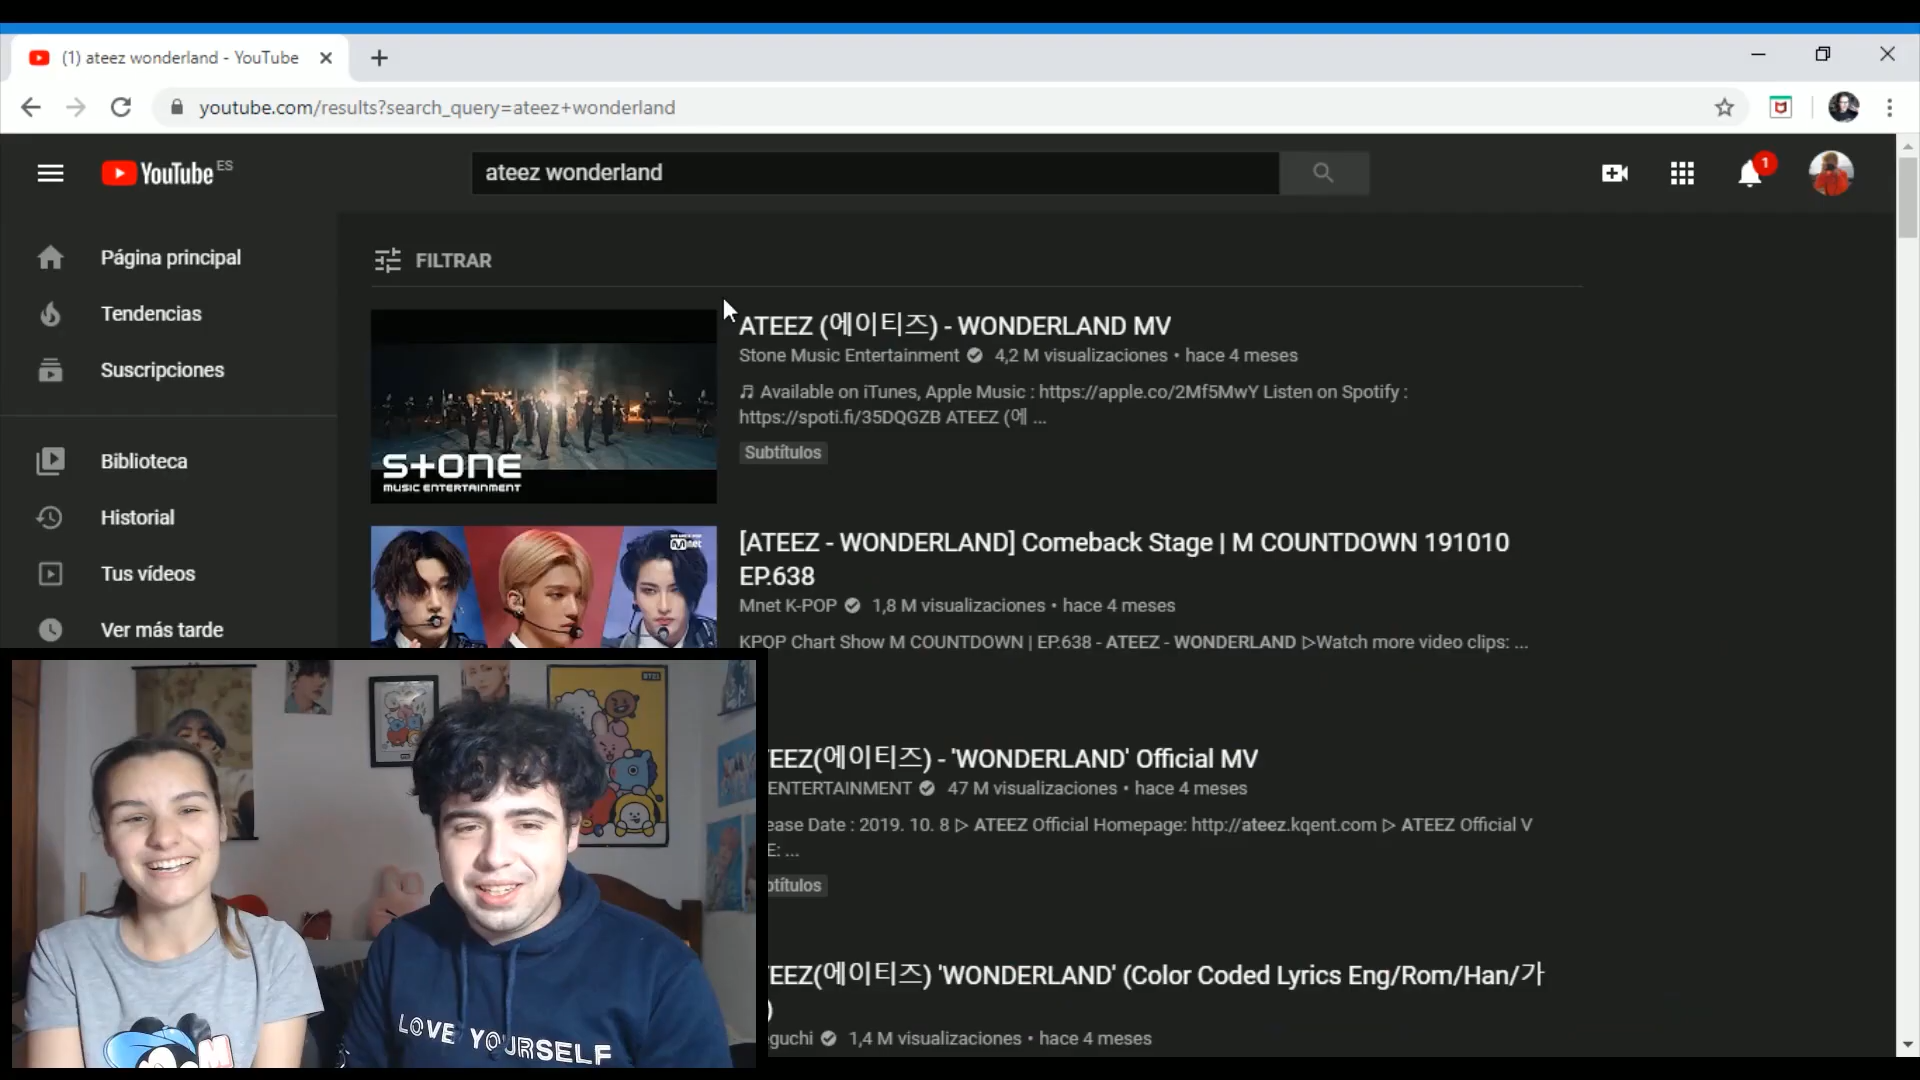 (1) ateez wonderland - YouTube
youtube.com/results?search_query=ateez+wonderland
YouTube ES
ateez wonderland
1
Página principal
Tendencias
Suscripciones
Biblioteca
Historial
Tus vídeos
Ver más tarde
FILTRAR
ATEEZ (에이티즈) - WONDERLAND MV
Stone Music Entertainment 4,2 M visualizaciones • hace 4 meses
♬ Available on iTunes, Apple Music : https://apple.co/2Mf5MwY Listen on Spotify :
https://spoti.fi/35DQGZB ATEEZ (에 ...
Subtítulos
STONE
MUSIC ENTERTAINMENT
[ATEEZ - WONDERLAND] Comeback Stage | M COUNTDOWN 191010
EP.638
Mnet K-POP 1,8 M visualizaciones • hace 4 meses
KPOP Chart Show M COUNTDOWN | EP.638 - ATEEZ - WONDERLAND ▷Watch more video clips: ...
Mnet
EEZ(에이티즈) - 'WONDERLAND' Official MV
ENTERTAINMENT 47 M visualizaciones • hace 4 meses
ease Date : 2019. 10. 8 ▷ ATEEZ Official Homepage: http://ateez.kqent.com ▷ ATEEZ Official V
E: ...
btítulos
EEZ(에이티즈) 'WONDERLAND' (Color Coded Lyrics Eng/Rom/Han/가
)
guchi 1,4 M visualizaciones • hace 4 meses
BT21
LOVE YOURSELF